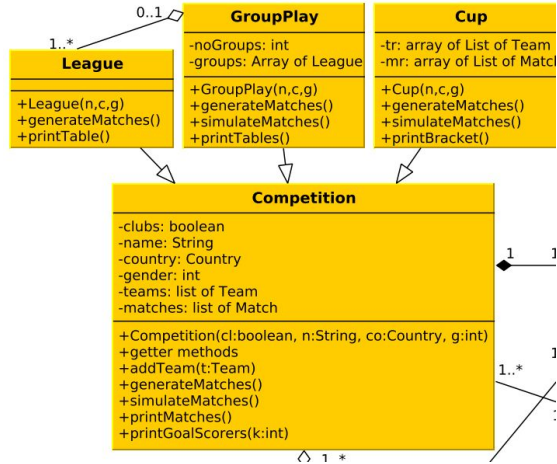 0..1
1..*
League
+League(n,c,g)
+generateMatches()
+printTable()
GroupPlay
-noGroups: int
-groups: Array of League
+GroupPlay(n,c,g)
+generateMatches()
+simulateMatches()
+printTables()
Cup
-tr: array of List of Team
-mr: array of List of Match
+Cup(n,c,g)
+generateMatches()
+simulateMatches()
+printBracket()
Competition
-clubs: boolean
-name: String
-country: Country
-gender: int
-teams: list of Team
-matches: list of Match
+Competition(cl:boolean, n:String, co:Country, g:int)
+getter methods
+addTeam(t:Team)
+generateMatches()
+simulateMatches()
+printMatches()
+printGoalScorers(k:int)
1
1..*
1..*